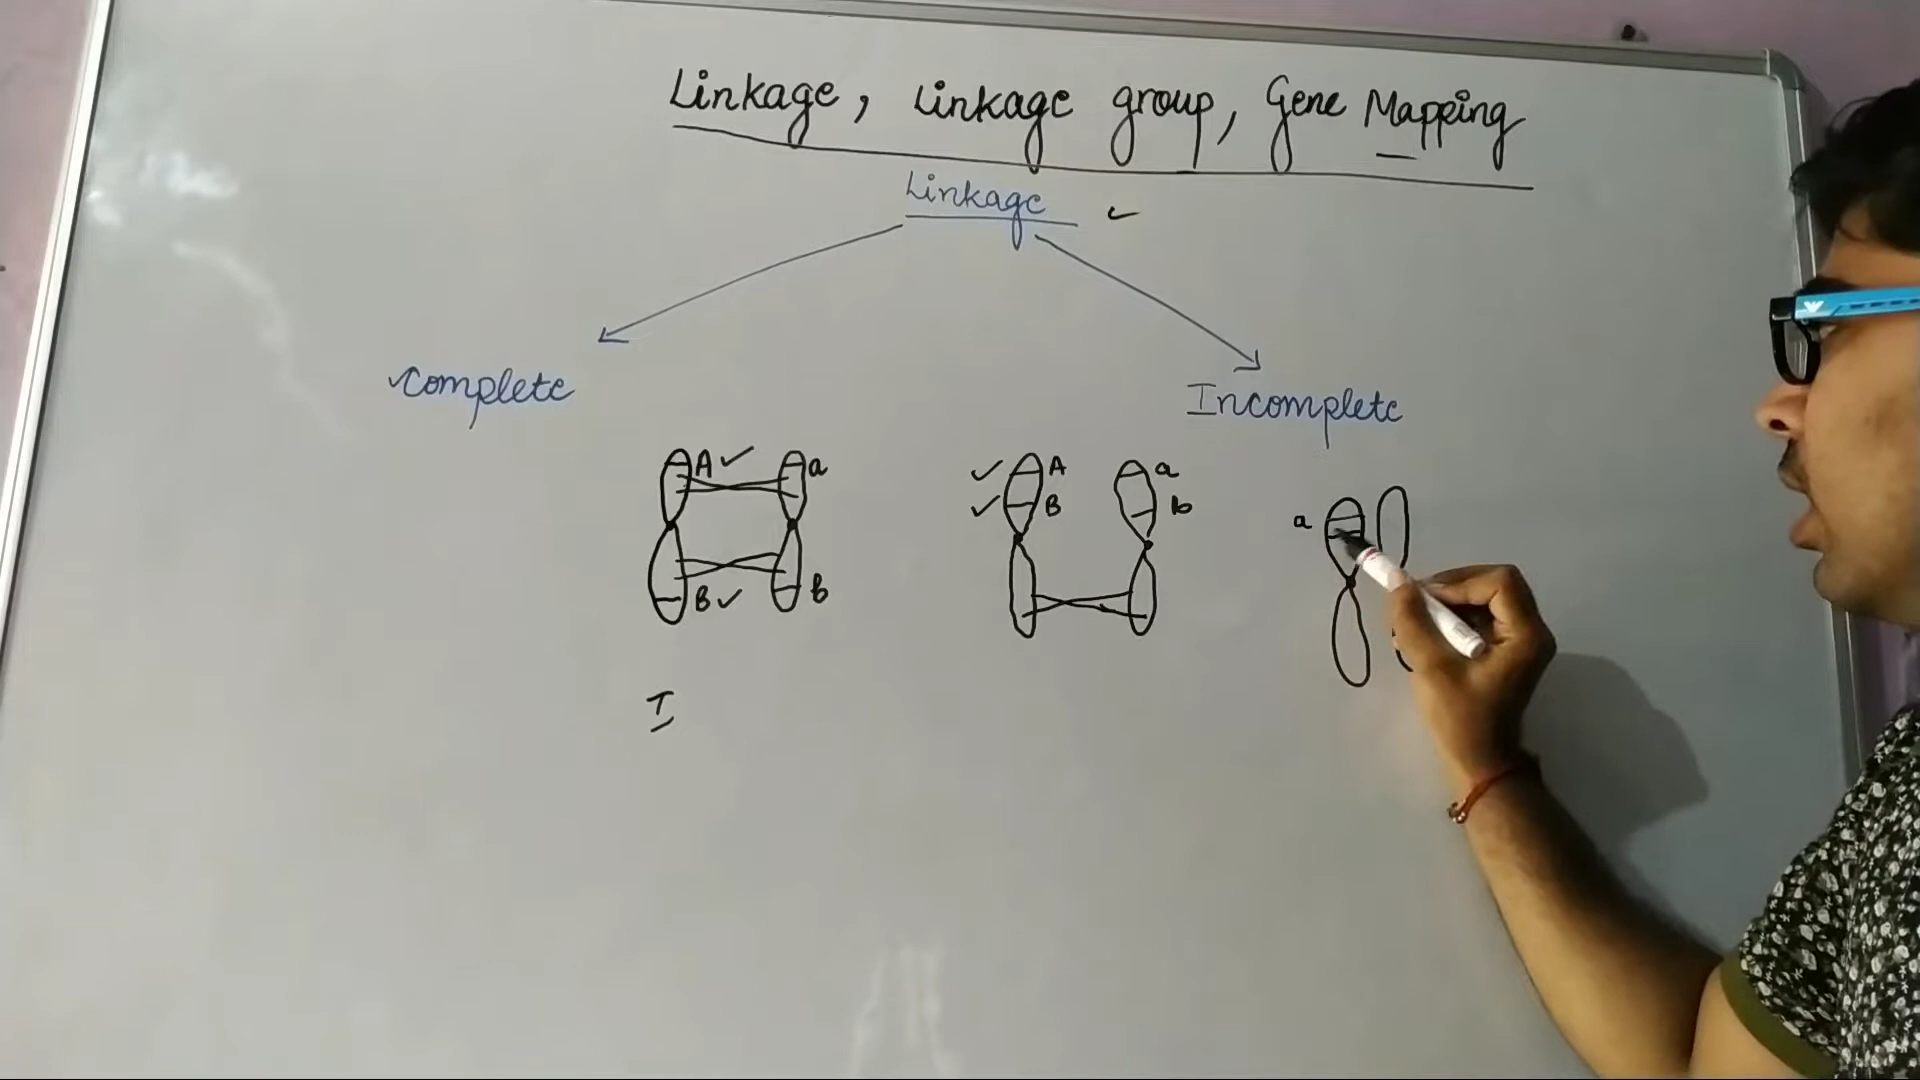 Linkage, Linkage group, Gene Mapping
Linkage
Complete
Incomplete
A a
B b
A a
B b
a
I